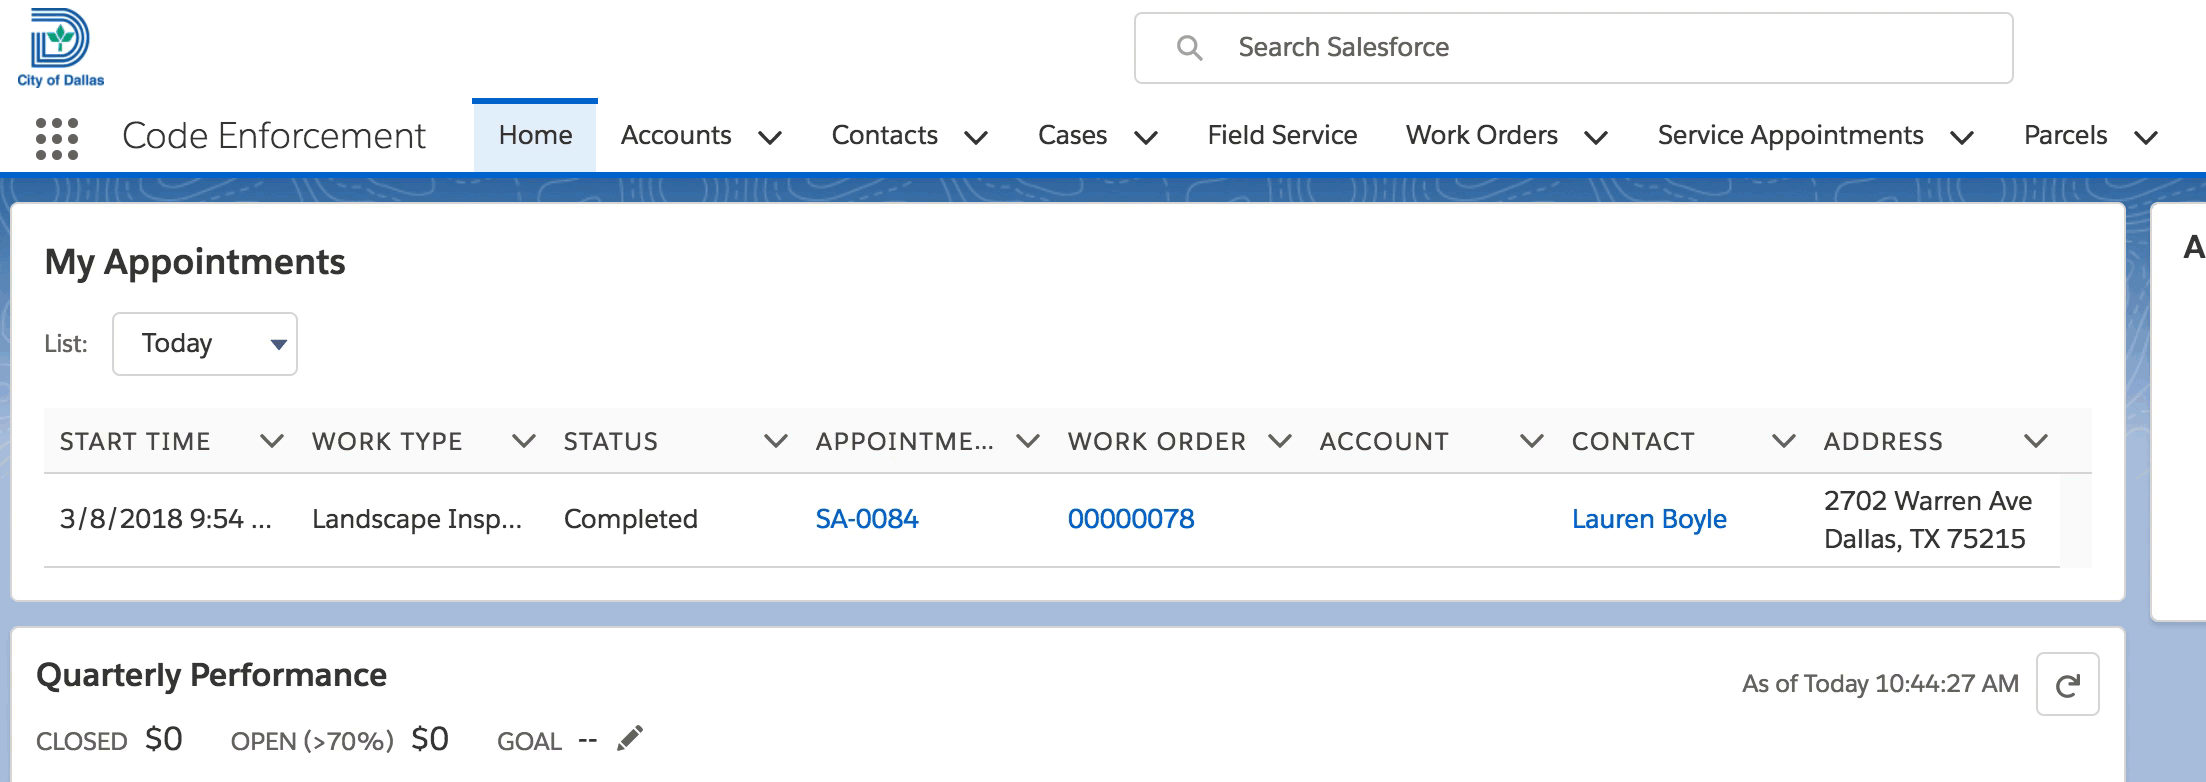 City of Dallas
Search Salesforce
Code Enforcement Home Accounts Contacts Cases Field Service Work Orders Service Appointments Parcels
My Appointments
A
List: Today
START TIME WORK TYPE STATUS APPOINTME... WORK ORDER ACCOUNT CONTACT ADDRESS
3/8/2018 9:54 ... Landscape Insp... Completed SA-0084 00000078 Lauren Boyle 2702 Warren Ave
Dallas, TX 75215
Quarterly Performance
As of Today 10:44:27 AM
CLOSED $0 OPEN (>70%) $0 GOAL --